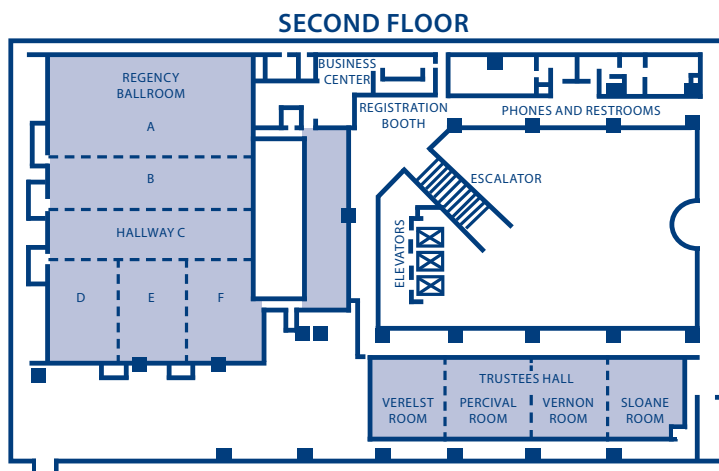 SECOND FLOOR
REGENCY
BALLROOM
A
B
HALLWAY C
D
E
F
BUSINESS
CENTER
REGISTRATION
BOOTH
PHONES AND RESTROOMS
ESCALATOR
ELEVATORS
TRUSTEES HALL
VERELST
ROOM
PERCIVAL
ROOM
VERNON
ROOM
SLOANE
ROOM